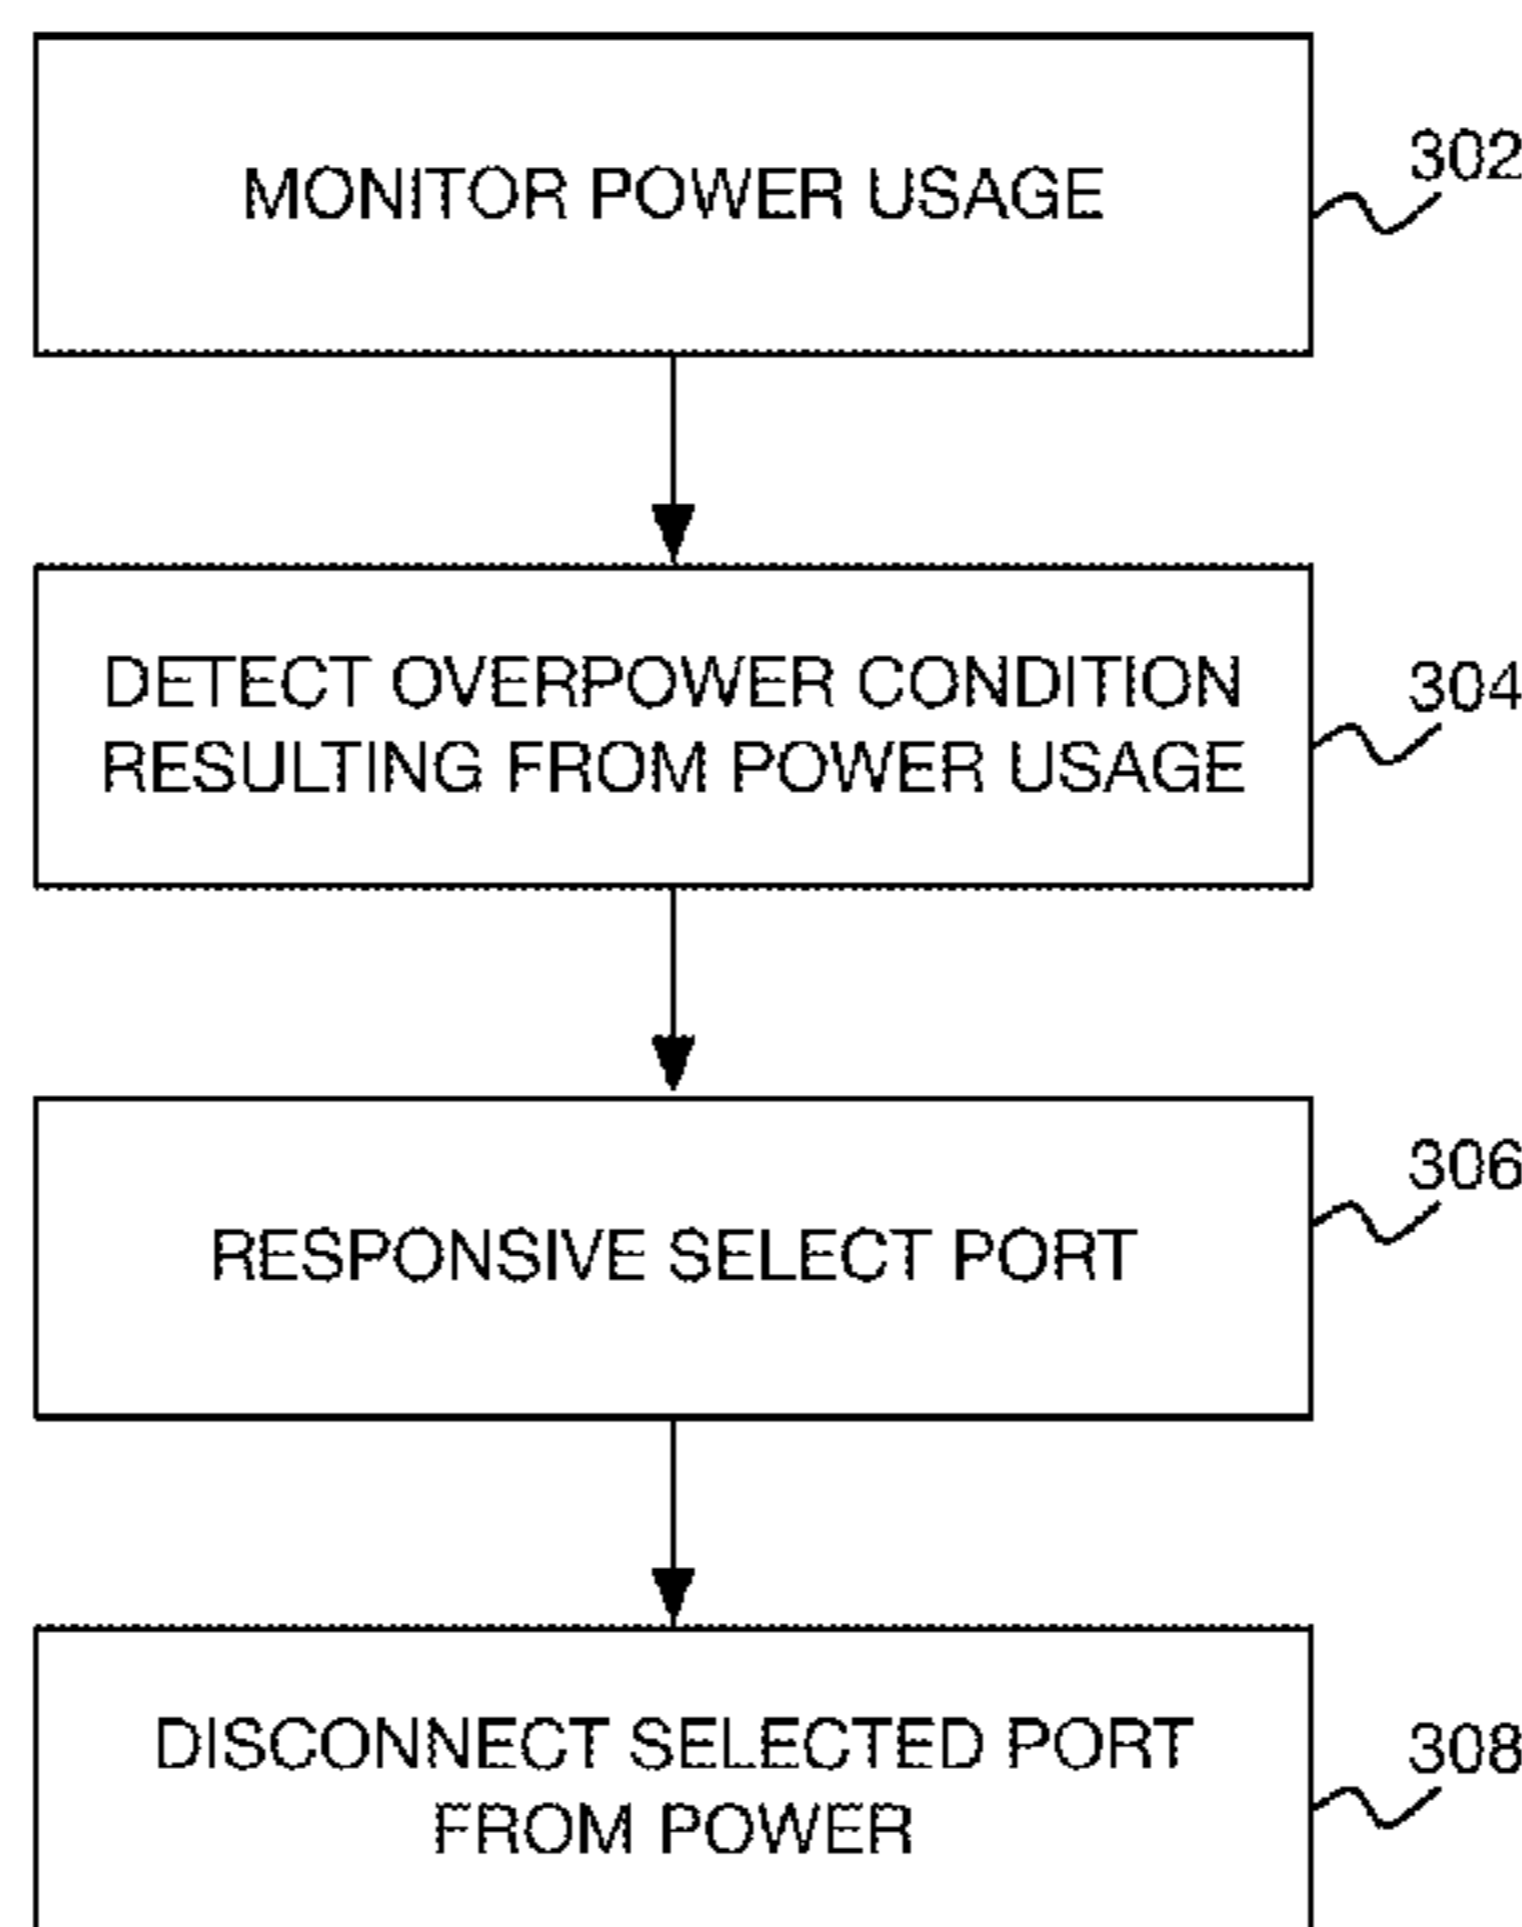 MONITOR POWER USAGE
302
DETECT OVERPOWER CONDITION
RESULTING FROM POWER USAGE
304
RESPONSIVE SELECT PORT
306
DISCONNECT SELECTED PORT
FROM POWER
308